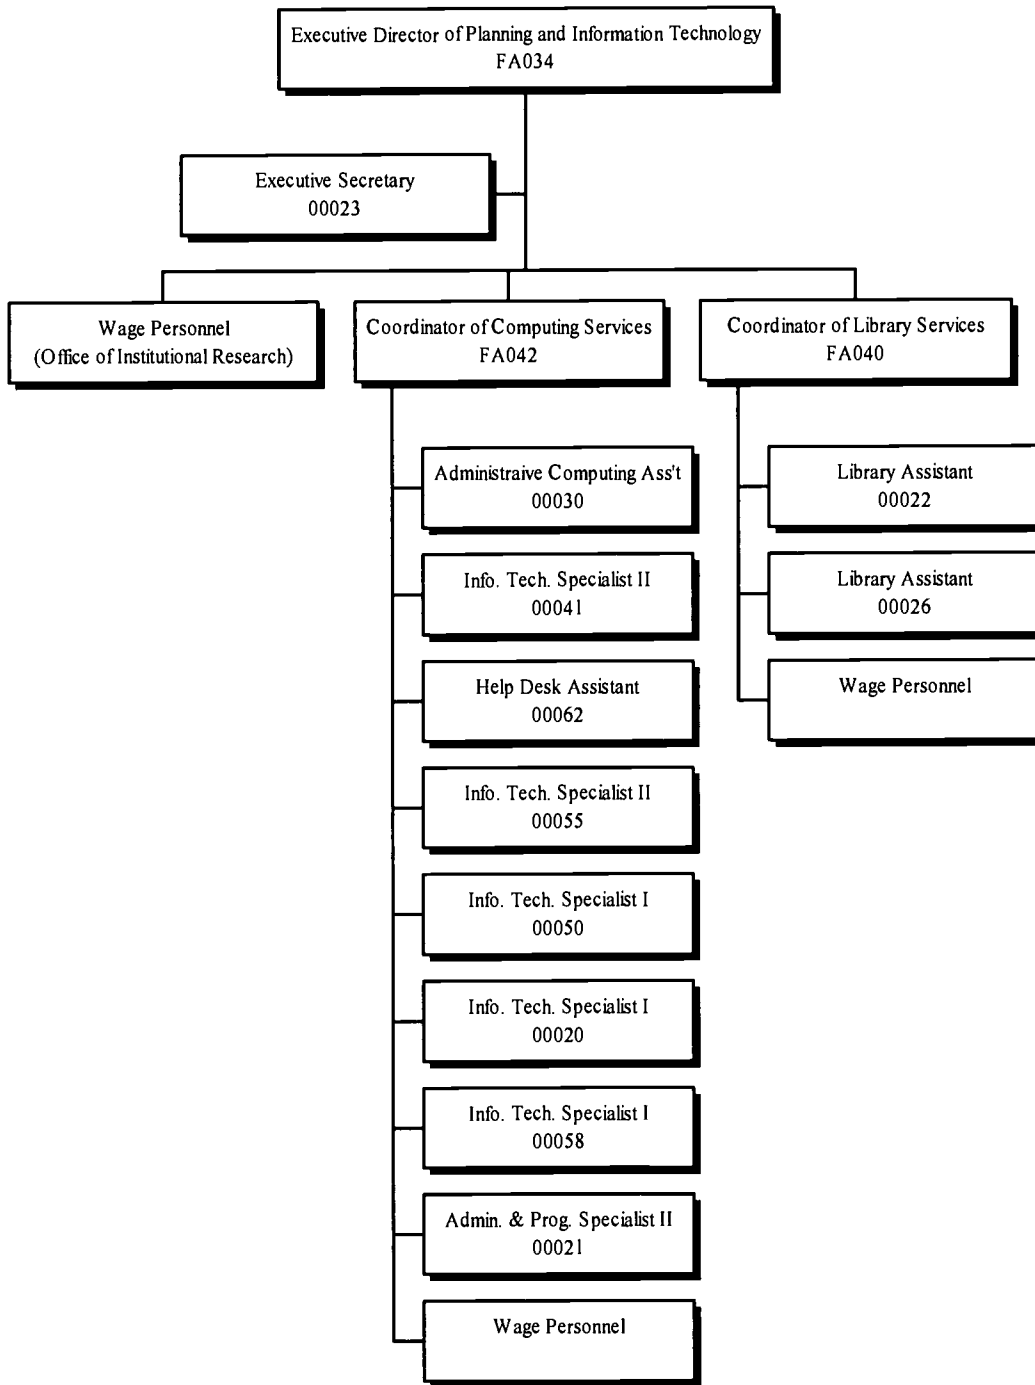 Executive Director of Planning and Information Technology
FA034
Executive Secretary
00023
Wage Personnel
(Office of Institutional Research)
Coordinator of Computing Services
FA042
Coordinator of Library Services
FA040
Administraive Computing Ass't
00030
Info. Tech. Specialist II
00041
Help Desk Assistant
00062
Info. Tech. Specialist II
00055
Info. Tech. Specialist I
00050
Info. Tech. Specialist I
00020
Info. Tech. Specialist I
00058
Admin. & Prog. Specialist II
00021
Wage Personnel
Library Assistant
00022
Library Assistant
00026
Wage Personnel